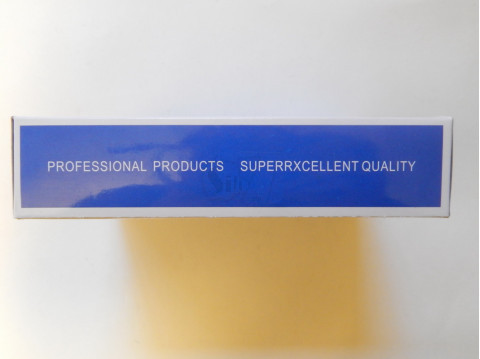 PROFESSIONAL PRODUCTS SUPERRXCELLENT QUALITY